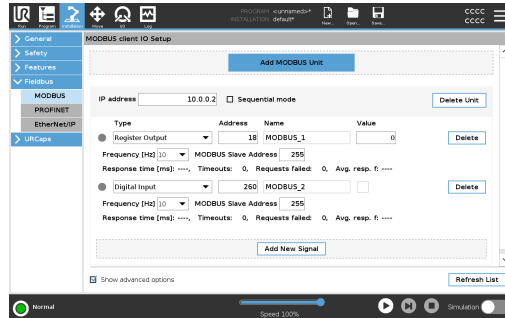 PROGRAM <unnamed>*
INSTALLATION default*
Run Program Installation Move I/O Log New... Open... Save...
cccc
cccc
General
Safety
Features
Fieldbus
MODBUS
PROFINET
EtherNet/IP
URCaps
MODBUS client IO Setup
Add MODBUS Unit
IP address 10.0.0.2 Sequential mode Delete Unit
Type Address Name Value
Register Output 18 MODBUS_1 0 Delete
Frequency [Hz] 10 MODBUS Slave Address 255
Response time [ms]: ----, Timeouts: 0, Requests failed: 0, Avg. resp. f: ----
Digital Input 260 MODBUS_2 Delete
Frequency [Hz] 10 MODBUS Slave Address 255
Response time [ms]: ----, Timeouts: 0, Requests failed: 0, Avg. resp. f: ----
Add New Signal
Show advanced options Refresh List
Normal
Speed 100%
Simulation